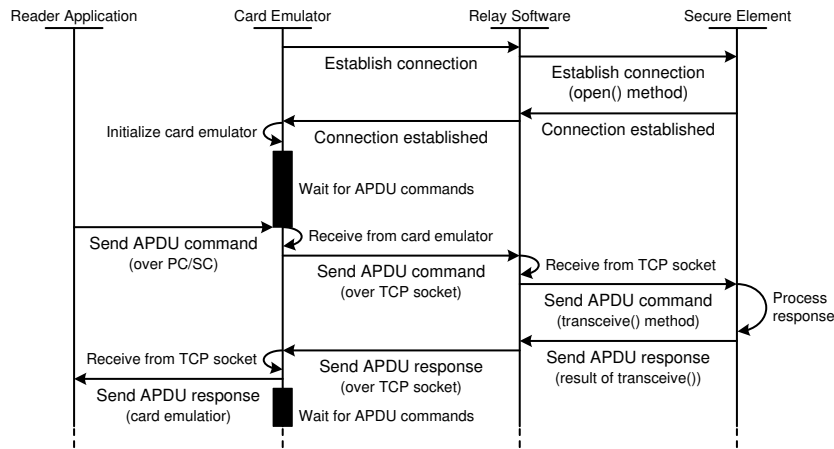 Reader Application
Card Emulator
Relay Software
Secure Element
Establish connection
Establish connection
(open() method)
Connection established
Initialize card emulator
Connection established
Wait for APDU commands
Send APDU command
(over PC/SC)
Receive from card emulator
Send APDU command
(over TCP socket)
Receive from TCP socket
Send APDU command
(transceive() method)
Process
response
Send APDU response
(result of transceive())
Receive from TCP socket
Send APDU response
(over TCP socket)
Send APDU response
(card emulatior)
Wait for APDU commands